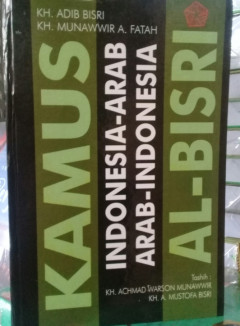 KH. ADIB BISRI
KH. MUNAWWIR A. FATAH
KAMUS
INDONESIA-ARAB
ARAB-INDONESIA
AL-BISRI
Tashih :
KH. ACHMAD WARSON MUNAWWIR
KH. A. MUSTOFA BISRI